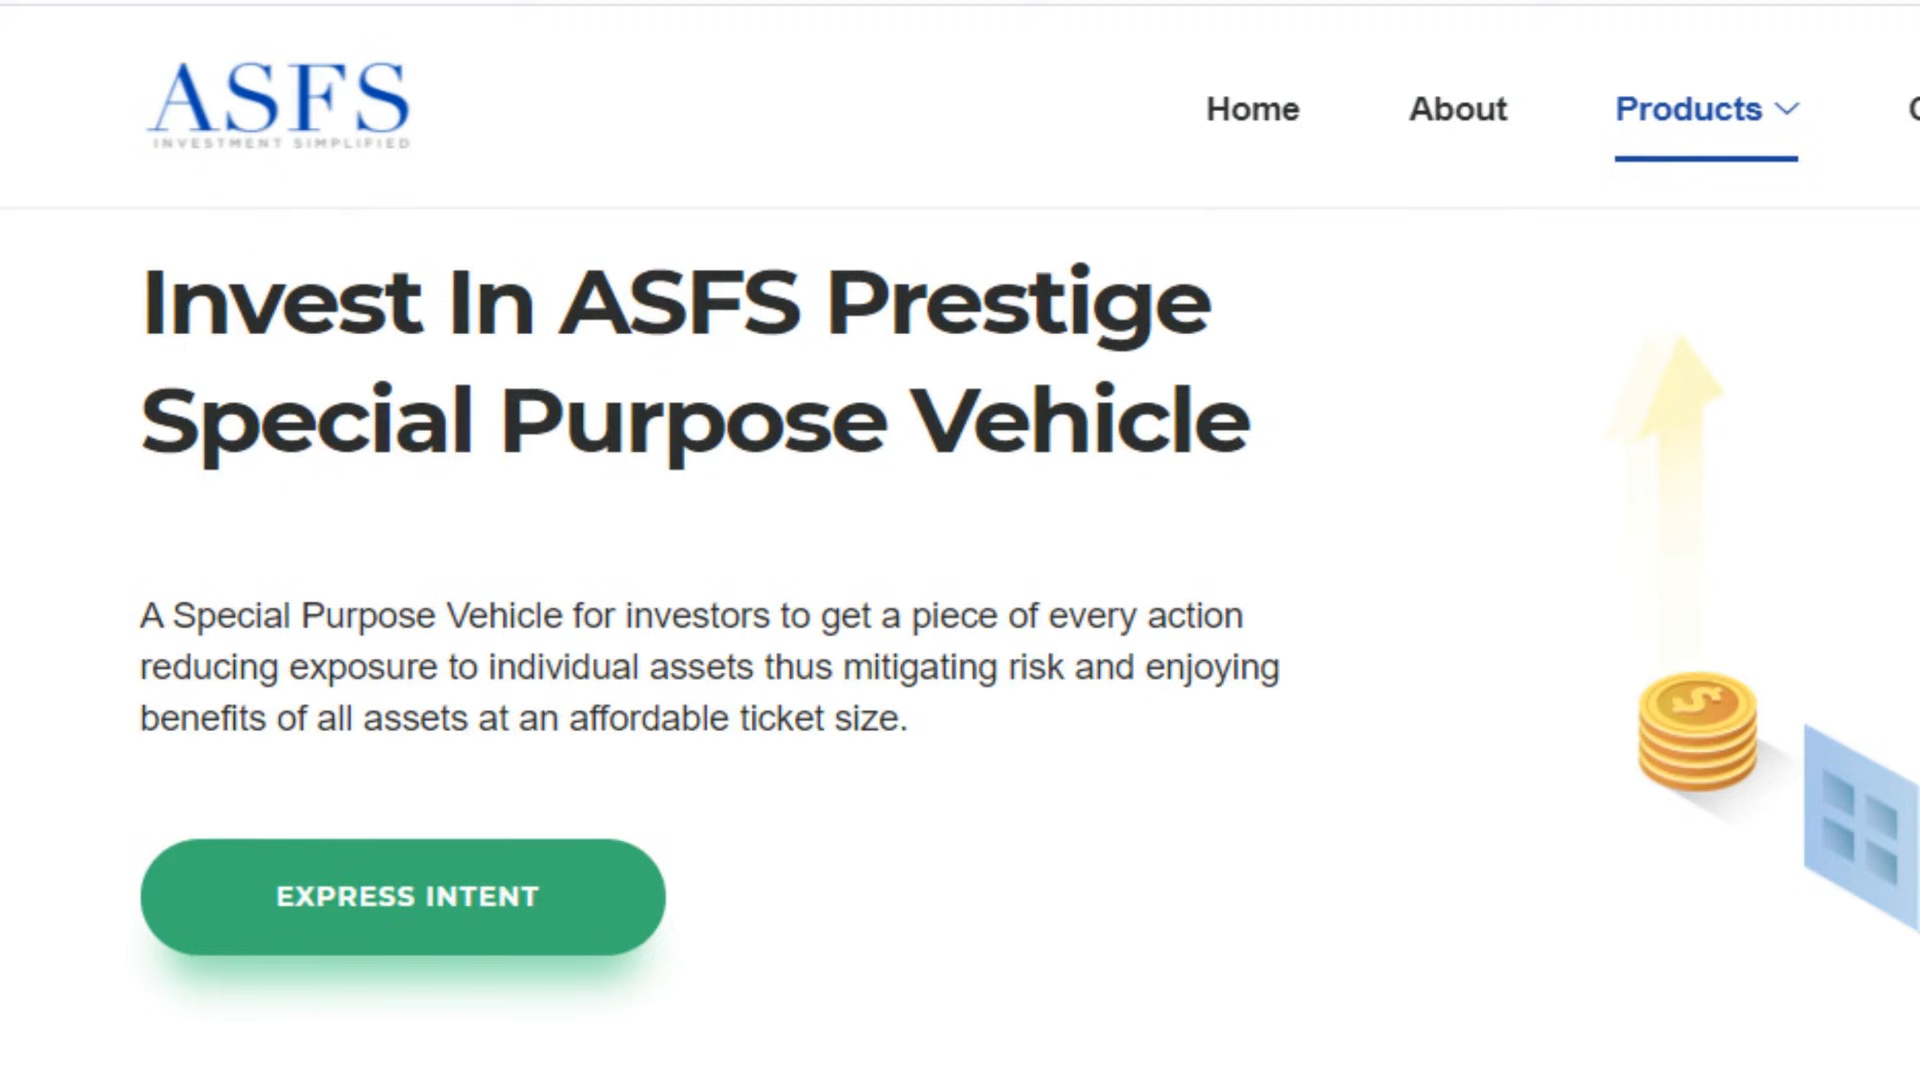 ASFS
INVESTMENT SIMPLIFIED
Home About Products
Invest In ASFS Prestige
Special Purpose Vehicle
A Special Purpose Vehicle for investors to get a piece of every action
reducing exposure to individual assets thus mitigating risk and enjoying
benefits of all assets at an affordable ticket size.
EXPRESS INTENT